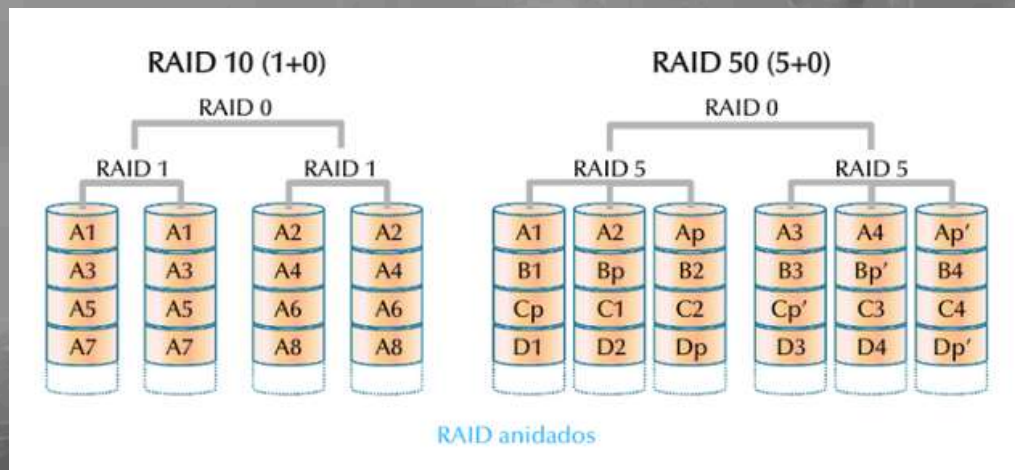 RAID 10 (1+0) RAID 50 (5+0)
RAID 0 RAID 0
RAID 1 RAID 1 RAID 5 RAID 5
A1 A1 A2 A2 A1 A2 Ap A3 A4 Ap'
A3 A3 A4 A4 B1 Bp B2 B3 Bp' B4
A5 A5 A6 A6 Cp C1 C2 Cp' C3 C4
A7 A7 A8 A8 D1 D2 Dp D3 D4 Dp'
RAID anidados